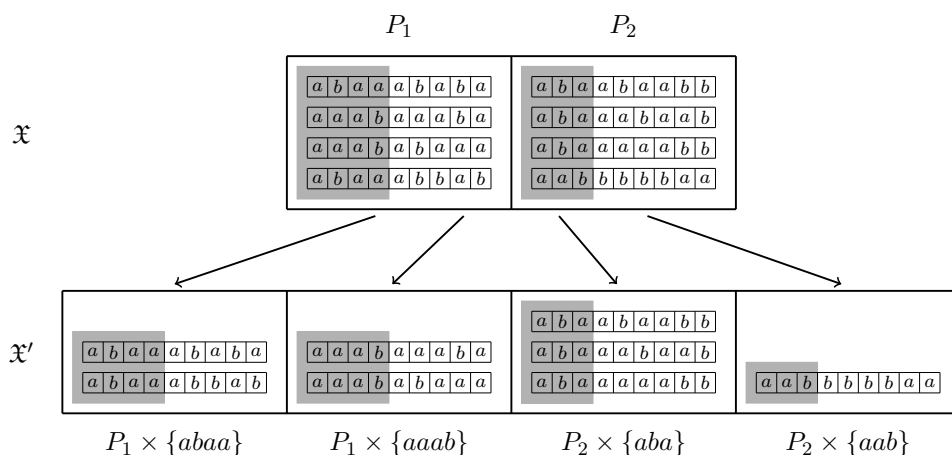 P₁ P₂
a b a a a b a b a a b a a b a a b b
a a a b a a a b a a b a a b a a a b
a a a b a b a a a a b a a a a a b b
a b a a a b b a b a a b b b b b a a
𝔛
a b a a b a a b b
𝔛′
a b a a a b a b a a a a b a a a b a a b a a b a a a b
a b a a a b b a b a a a b a b a a a a b a a a a a b b a a b b b b b a a
P₁ × {abaa} P₁ × {aaab} P₂ × {aba} P₂ × {aab}